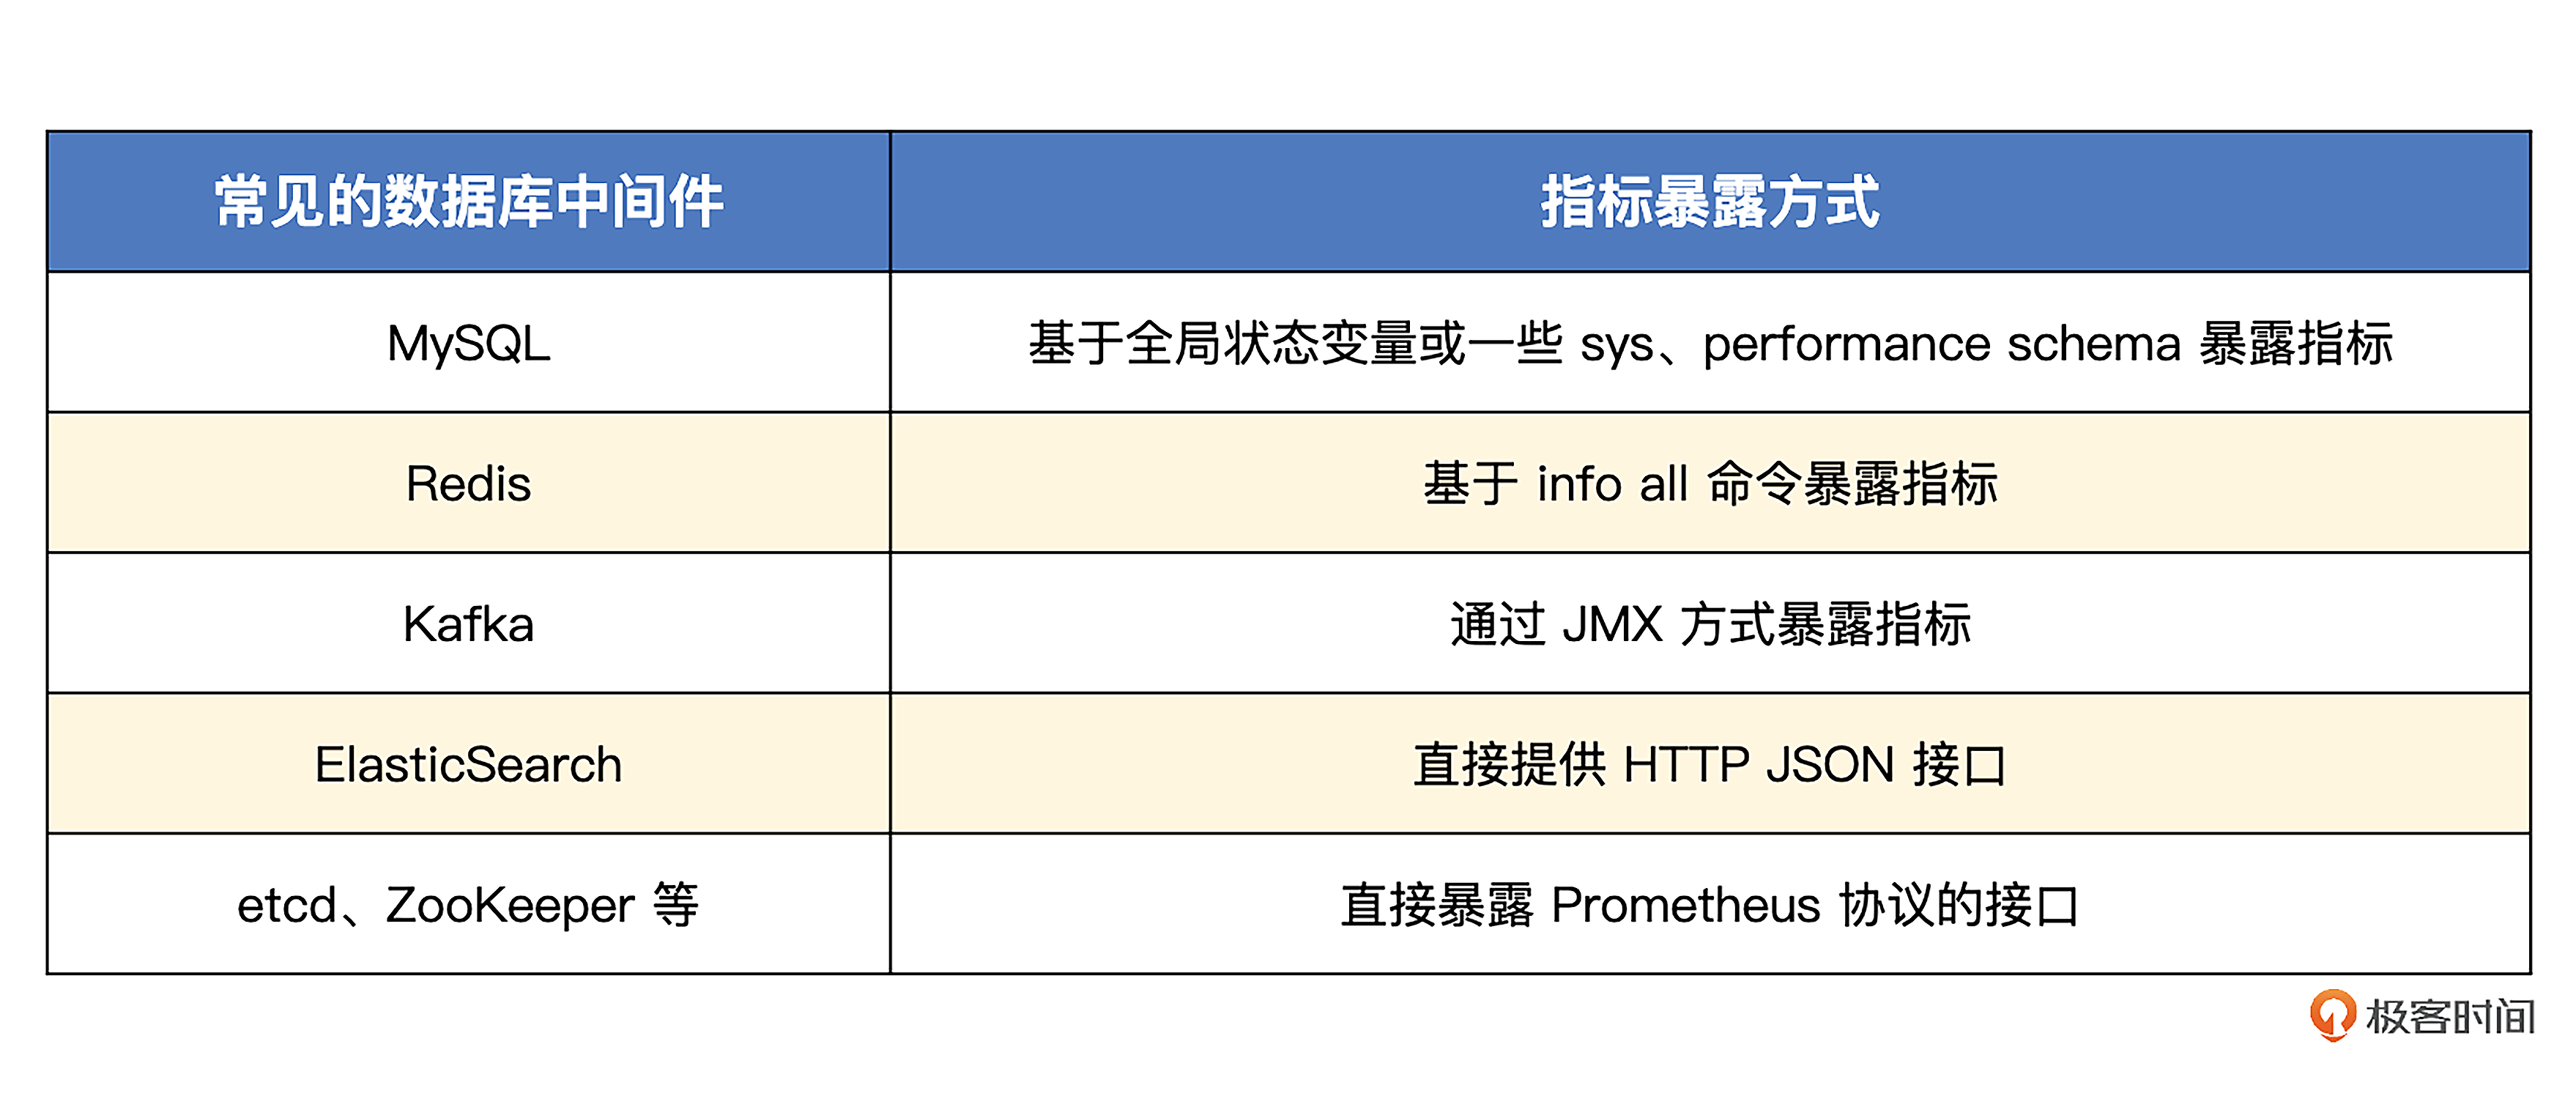 常见的数据库中间件
指标暴露方式
MySQL
基于全局状态变量或一些 sys、performance schema 暴露指标
Redis
基于 info all 命令暴露指标
Kafka
通过 JMX 方式暴露指标
ElasticSearch
直接提供 HTTP JSON 接口
etcd、ZooKeeper 等
直接暴露 Prometheus 协议的接口
极客时间